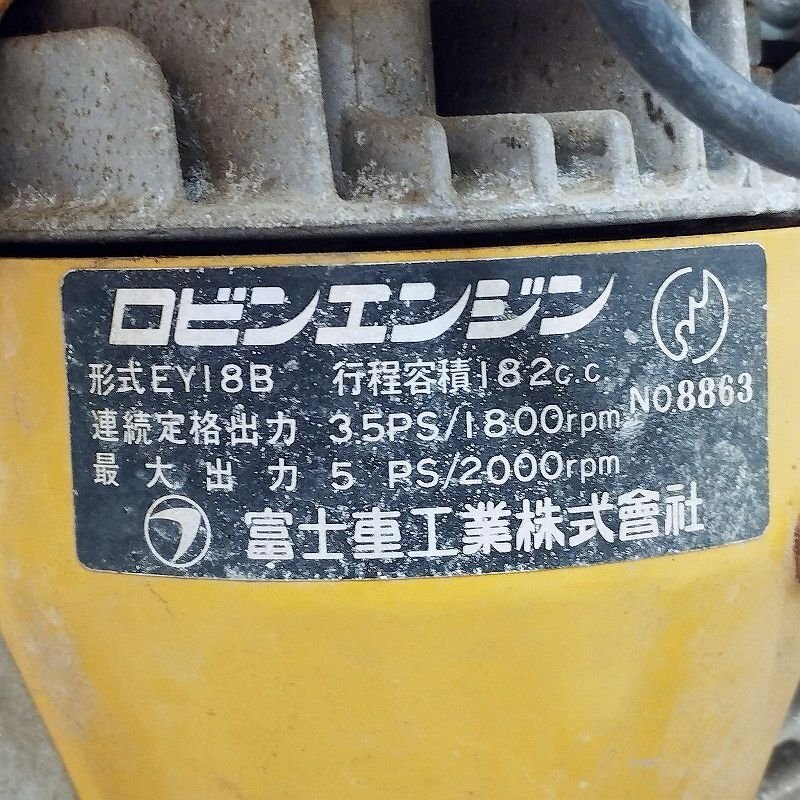 ロビンエンジン
形式EY18B 行程容積182c.c.
NO.8863
連続定格出力 3.5PS/1800rpm
最大出力 5 PS/2000rpm
富士重工業株式會社